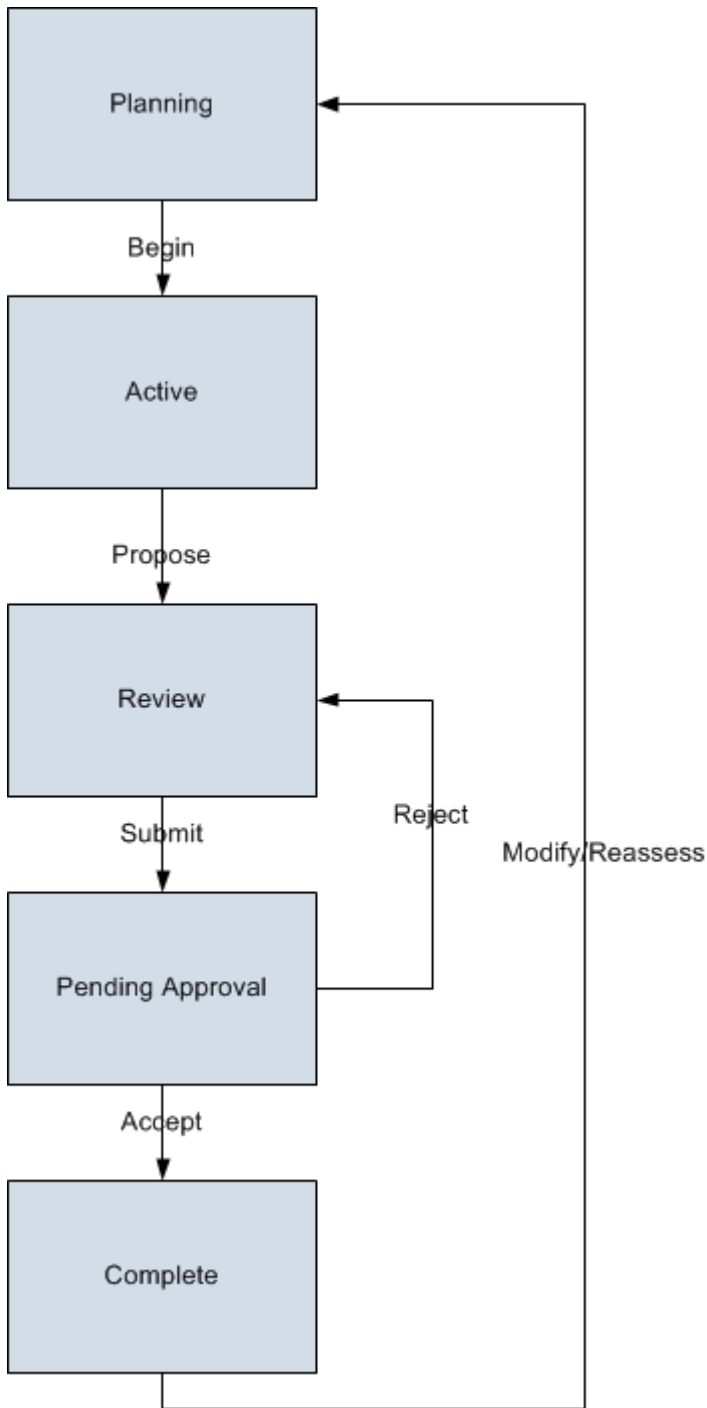 Planning
Begin
Active
Propose
Review
Submit
Reject
Modify/Reassess
Pending Approval
Accept
Complete